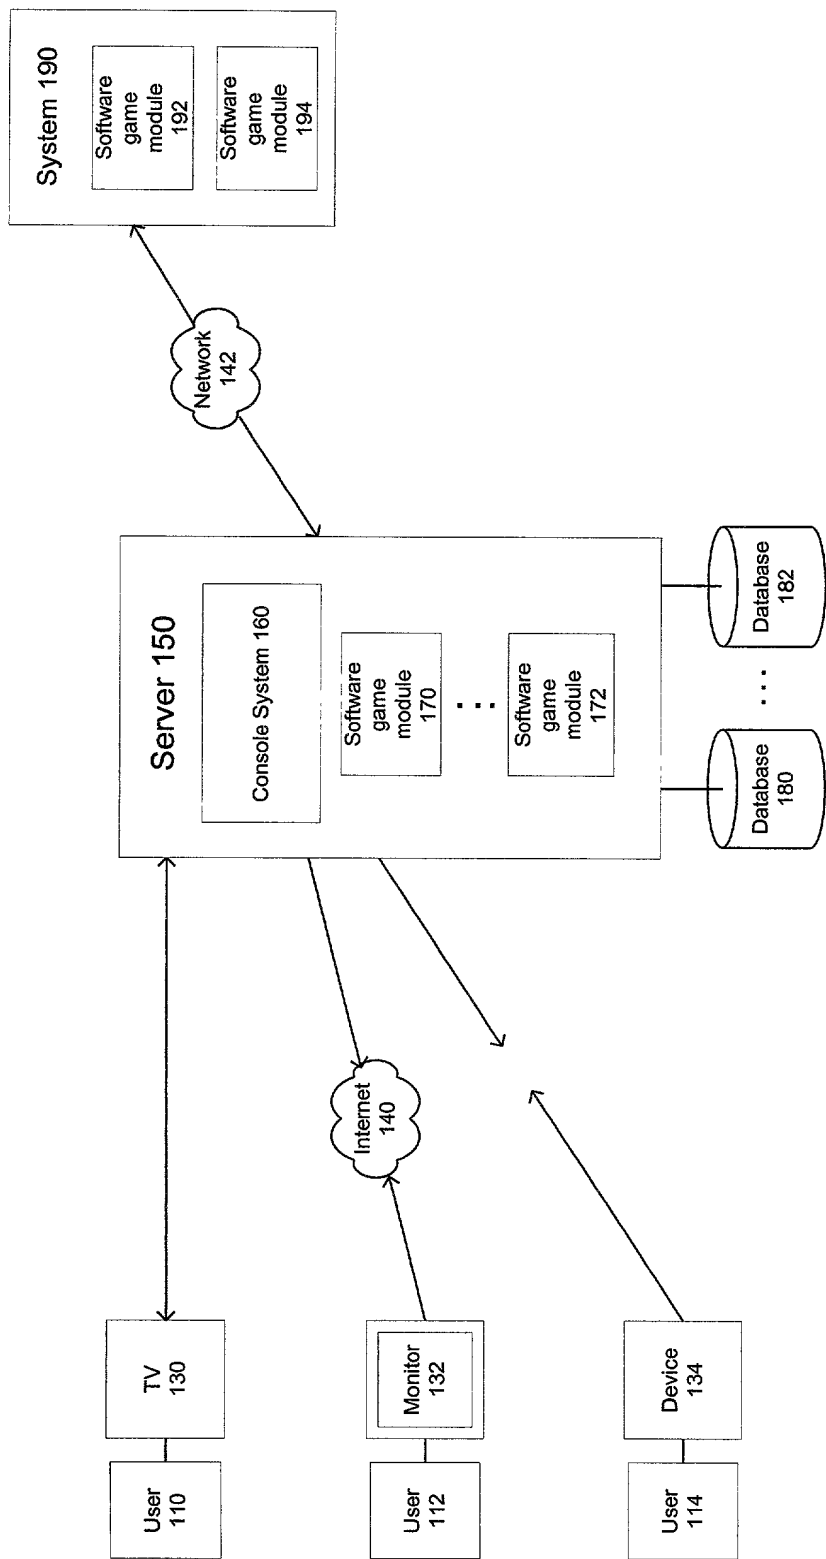 User
110
TV
130
User
112
Monitor
132
User
114
Device
134
Internet
140
Server 150
Console System 160
Software
game
module
170
...
Software
game
module
172
Database
180
...
Database
182
Network
142
System 190
Software
game
module
192
Software
game
module
194